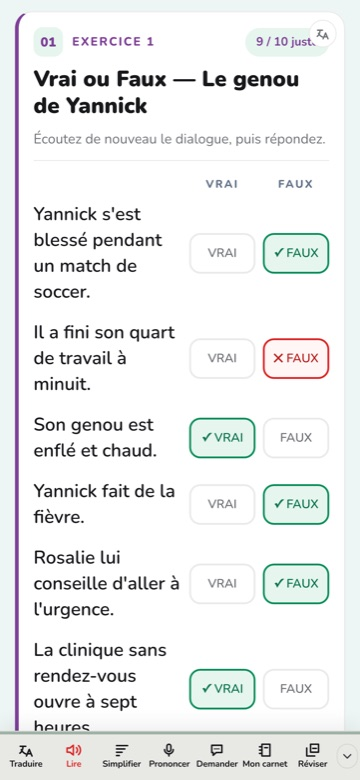 01 EXERCICE 1
9 / 10
Vrai ou Faux — Le genou
de Yannick
Écoutez de nouveau le dialogue, puis répondez.
VRAI FAUX
Yannick s'est
blessé pendant
un match de
soccer.
VRAI ✓ FAUX
Il a fini son quart
de travail à
minuit.
VRAI ✕ FAUX
Son genou est
enflé et chaud.
✓ VRAI FAUX
Yannick fait de la
fièvre.
VRAI ✓ FAUX
Rosalie lui
conseille d'aller à
l'urgence.
VRAI ✓ FAUX
La clinique sans
rendez-vous
ouvre à sept
heures
✓ VRAI FAUX
Traduire Lire Simplifier Prononcer Demander Mon carnet Réviser